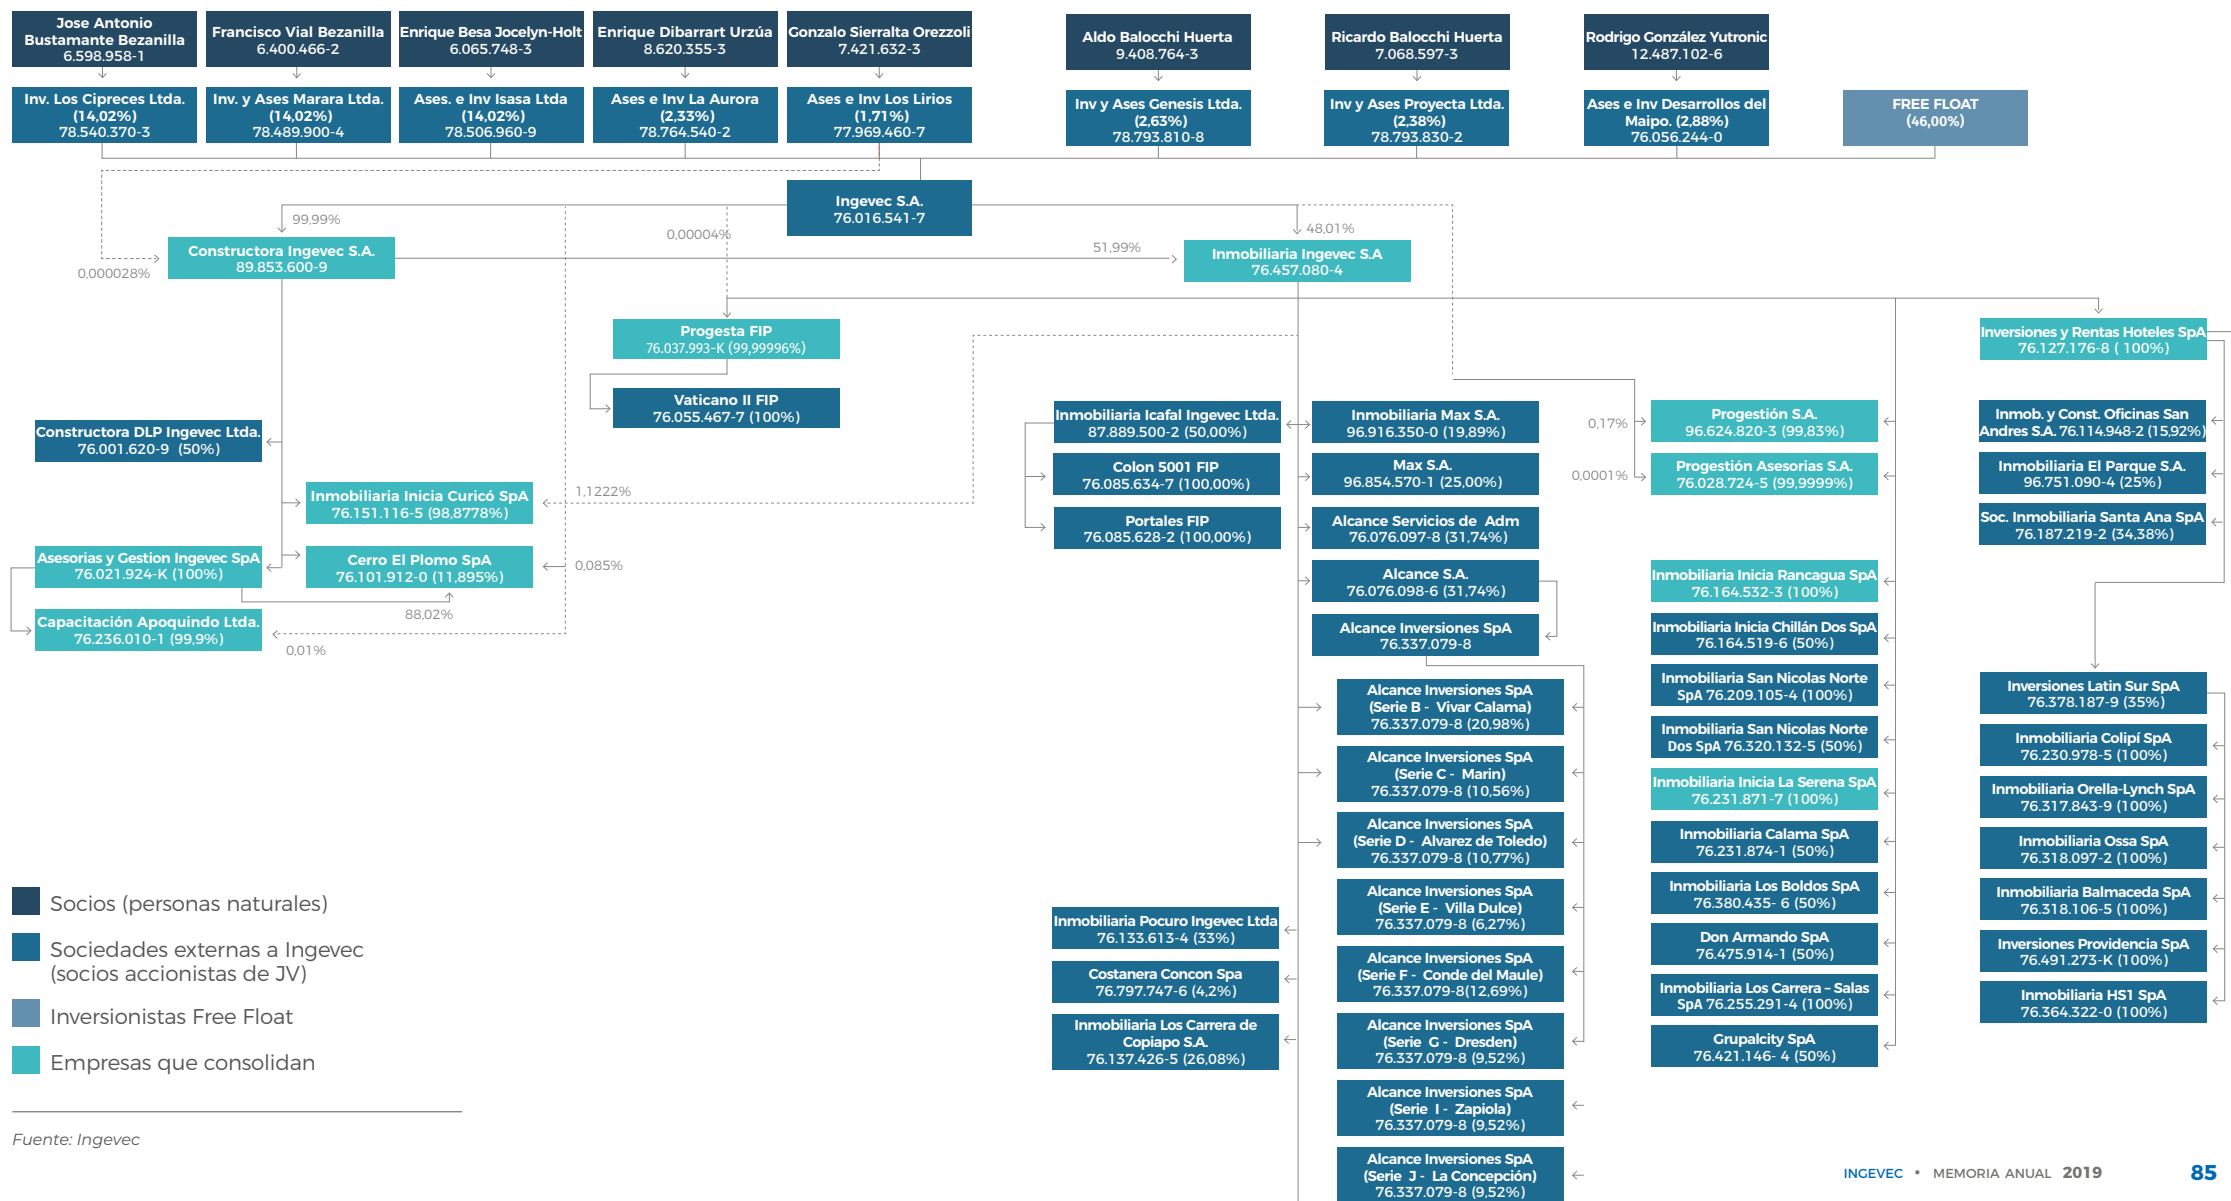 Jose Antonio
Bustamante Bezanilla
6.598.958-1
Francisco Vial Bezanilla
6.400.466-2
Enrique Besa Jocelyn-Holt
6.065.748-3
Enrique Dibarrart Urzúa
8.620.355-3
Gonzalo Sierralta Orezzoli
7.421.632-3
Aldo Balocchi Huerta
9.408.764-3
Ricardo Balocchi Huerta
7.068.597-3
Rodrigo González Yutronic
12.487.102-6
Inv. Los Cipreces Ltda.
(14,02%)
78.540.370-3
Inv. y Ases Marara Ltda.
(14,02%)
78.489.900-4
Ases. e Inv Isasa Ltda
(14,02%)
78.506.960-9
Ases e Inv La Aurora
(2,33%)
78.764.540-2
Ases e Inv Los Lirios
(1,71%)
77.969.460-7
Inv y Ases Genesis Ltda.
(2,63%)
78.793.810-8
Inv y Ases Proyecta Ltda.
(2,38%)
78.793.830-2
Ases e Inv Desarrollos del
Maipo. (2,88%)
76.056.244-0
FREE FLOAT
(46,00%)
Ingevec S.A.
76.016.541-7
99,99%
0,00004%
48,01%
51,99%
0,000028%
Constructora Ingevec S.A.
89.853.600-9
Inmobiliaria Ingevec S.A
76.457.080-4
Progesta FIP
76.037.993-K (99,99996%)
Vaticano II FIP
76.055.467-7 (100%)
Constructora DLP Ingevec Ltda.
76.001.620-9 (50%)
Inmobiliaria Inicia Curicó SpA
76.151.116-5 (98,8778%)
1,1222%
Asesorias y Gestion Ingevec SpA
76.021.924-K (100%)
Cerro El Plomo SpA
76.101.912-0 (11,895%)
0,085%
88,02%
Capacitación Apoquindo Ltda.
76.236.010-1 (99,9%)
0,01%
Inmobiliaria Icafal Ingevec Ltda.
87.889.500-2 (50,00%)
Colon 5001 FIP
76.085.634-7 (100,00%)
Portales FIP
76.085.628-2 (100,00%)
Inmobiliaria Max S.A.
96.916.350-0 (19,89%)
Max S.A.
96.854.570-1 (25,00%)
Alcance Servicios de Adm
76.076.097-8 (31,74%)
Alcance S.A.
76.076.098-6 (31,74%)
Alcance Inversiones SpA
76.337.079-8
Alcance Inversiones SpA
(Serie B - Vivar Calama)
76.337.079-8 (20,98%)
Alcance Inversiones SpA
(Serie C - Marin)
76.337.079-8 (10,56%)
Alcance Inversiones SpA
(Serie D - Alvarez de Toledo)
76.337.079-8 (10,77%)
Alcance Inversiones SpA
(Serie E - Villa Dulce)
76.337.079-8 (6,27%)
Alcance Inversiones SpA
(Serie F - Conde del Maule)
76.337.079-8(12,69%)
Alcance Inversiones SpA
(Serie G - Dresden)
76.337.079-8 (9,52%)
Alcance Inversiones SpA
(Serie I - Zapiola)
76.337.079-8 (9,52%)
Alcance Inversiones SpA
(Serie J - La Concepción)
76.337.079-8 (9,52%)
Inmobiliaria Pocuro Ingevec Ltda
76.133.613-4 (33%)
Costanera Concon Spa
76.797.747-6 (4,2%)
Inmobiliaria Los Carrera de
Copiapo S.A.
76.137.426-5 (26,08%)
0,17%
0,0001%
Progestión S.A.
96.624.820-3 (99,83%)
Progestión Asesorias S.A.
76.028.724-5 (99,9999%)
Inmobiliaria Inicia Rancagua SpA
76.164.532-3 (100%)
Inmobiliaria Inicia Chillán Dos SpA
76.164.519-6 (50%)
Inmobiliaria San Nicolas Norte
SpA 76.209.105-4 (100%)
Inmobiliaria San Nicolas Norte
Dos SpA 76.320.132-5 (50%)
Inmobiliaria Inicia La Serena SpA
76.231.871-7 (100%)
Inmobiliaria Calama SpA
76.231.874-1 (50%)
Inmobiliaria Los Boldos SpA
76.380.435- 6 (50%)
Don Armando SpA
76.475.914-1 (50%)
Inmobiliaria Los Carrera – Salas
SpA 76.255.291-4 (100%)
Grupalcity SpA
76.421.146- 4 (50%)
Inversiones y Rentas Hoteles SpA
76.127.176-8 ( 100%)
Inmob. y Const. Oficinas San
Andres S.A. 76.114.948-2 (15,92%)
Inmobiliaria El Parque S.A.
96.751.090-4 (25%)
Soc. Inmobiliaria Santa Ana SpA
76.187.219-2 (34,38%)
Inversiones Latin Sur SpA
76.378.187-9 (35%)
Inmobiliaria Colipí SpA
76.230.978-5 (100%)
Inmobiliaria Orella-Lynch SpA
76.317.843-9 (100%)
Inmobiliaria Ossa SpA
76.318.097-2 (100%)
Inmobiliaria Balmaceda SpA
76.318.106-5 (100%)
Inversiones Providencia SpA
76.491.273-K (100%)
Inmobiliaria HS1 SpA
76.364.322-0 (100%)
Socios (personas naturales)
Sociedades externas a Ingevec
(socios accionistas de JV)
Inversionistas Free Float
Empresas que consolidan
Fuente: Ingevec
INGEVEC • MEMORIA ANUAL 2019 85